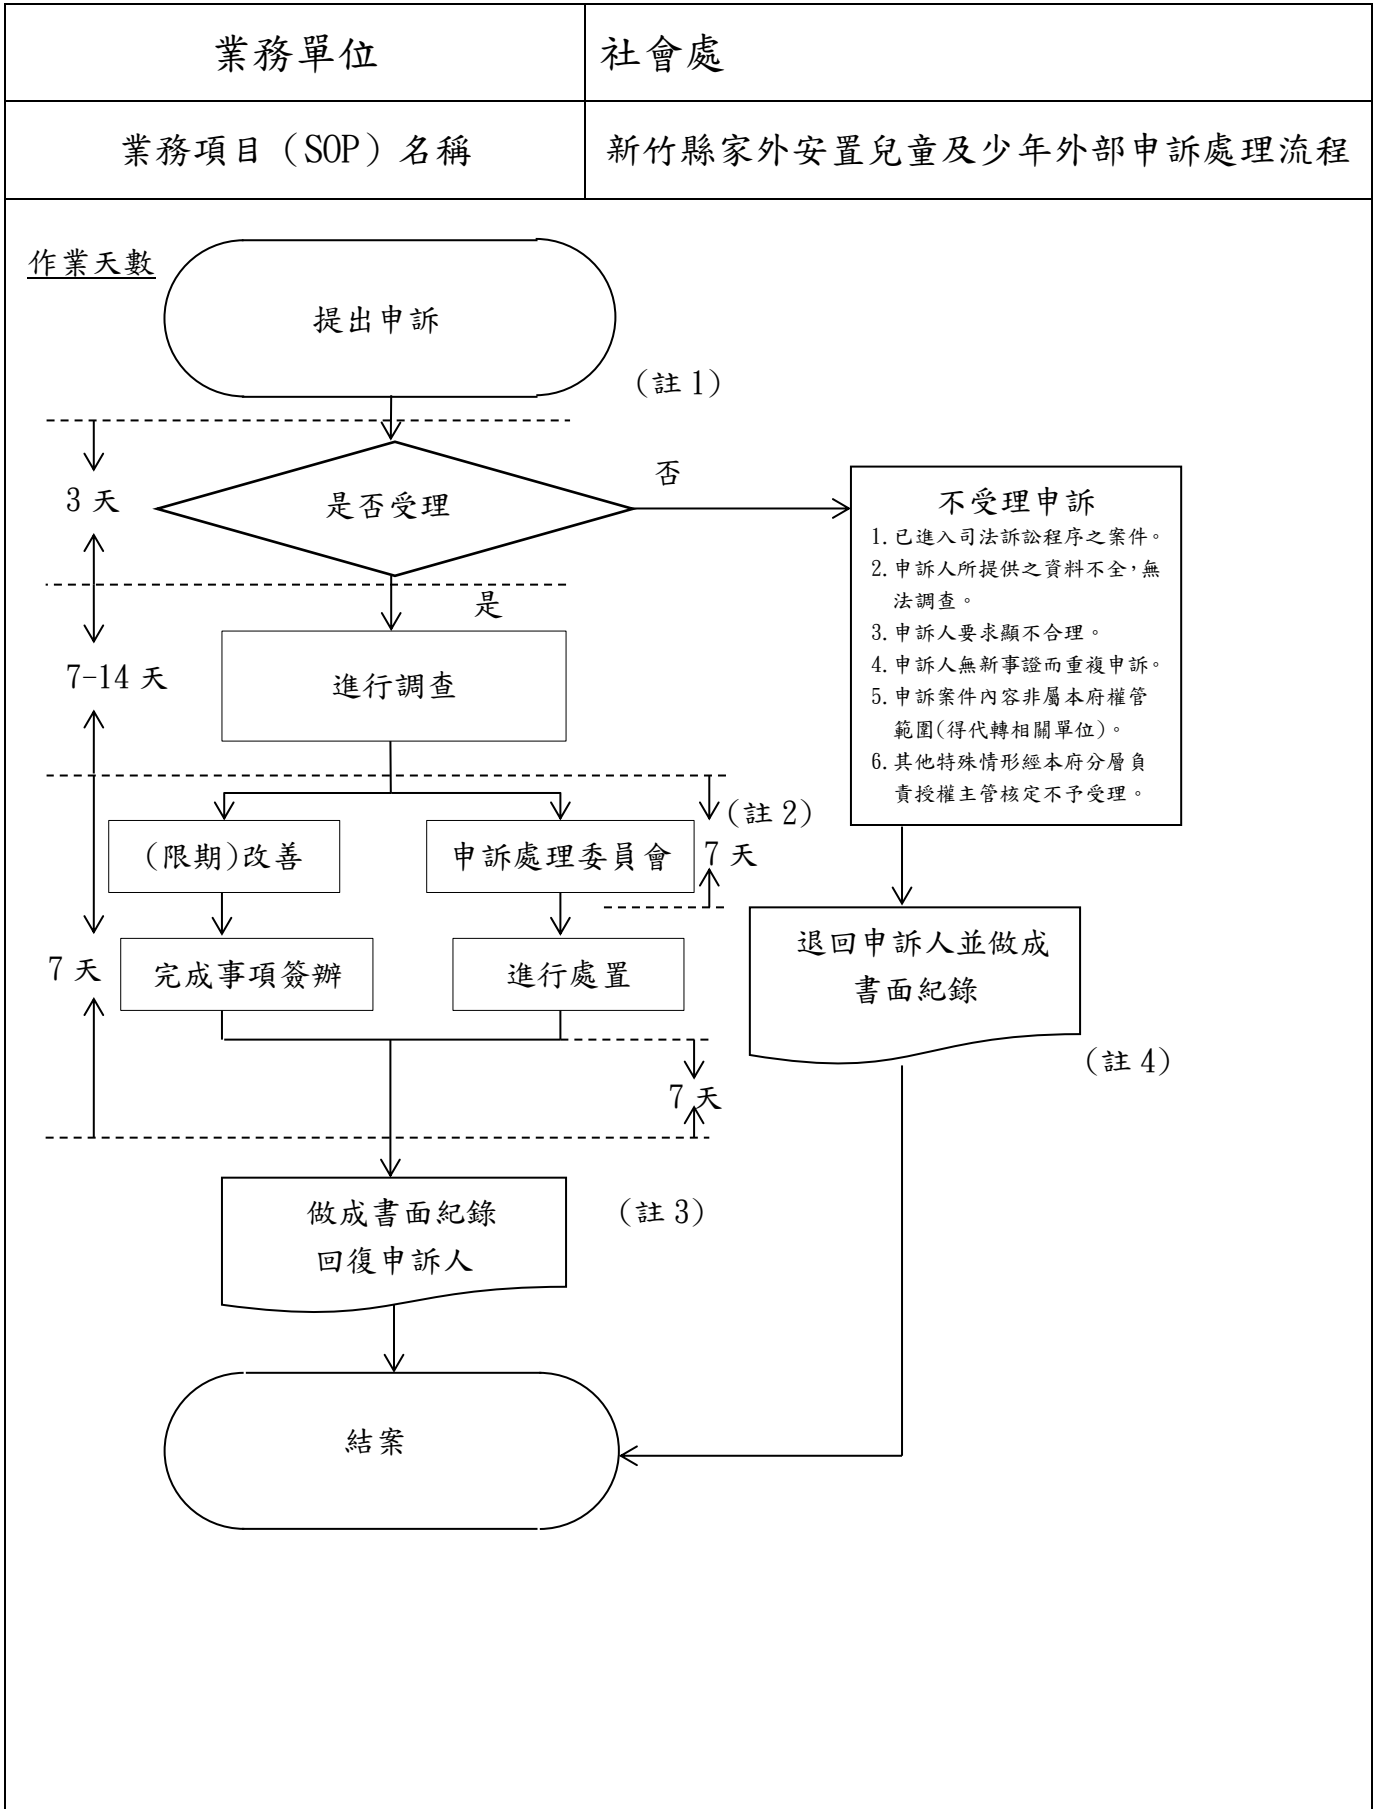 業務單位
社會處
業務項目（SOP）名稱
新竹縣家外安置兒童及少年外部申訴處理流程
作業天數
提出申訴
(註 1)
3 天
是否受理
否
是
不受理申訴
1.已進入司法訴訟程序之案件。
2.申訴人所提供之資料不全，無
法調查。
3.申訴人要求顯不合理。
4.申訴人無新事證而重複申訴。
5.申訴案件內容非屬本府權管
範圍(得代轉相關單位)。
6.其他特殊情形經本府分層負
責授權主管核定不予受理。
7-14 天
進行調查
(註 2)
(限期)改善
申訴處理委員會
7 天
退回申訴人並做成
書面紀錄
(註 4)
7 天
完成事項簽辦
進行處置
7 天
做成書面紀錄
回復申訴人
(註 3)
結案